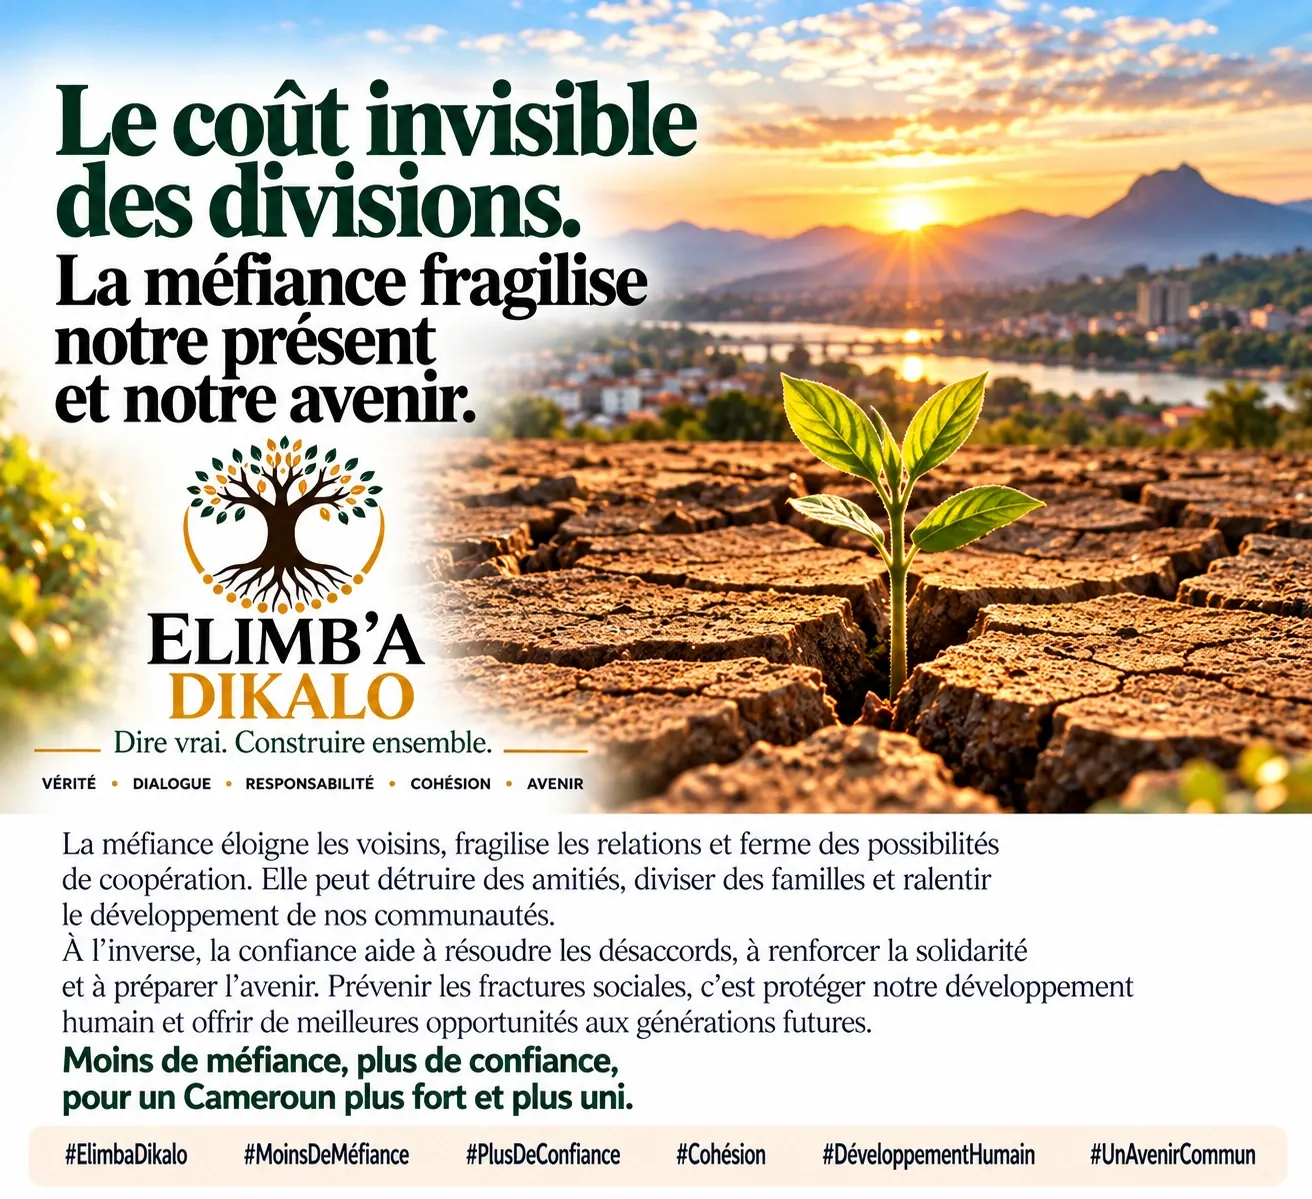 Le coût invisible
des divisions.
La méfiance fragilise
notre présent
et notre avenir.
ELIMB'A
DIKALO
Dire vrai. Construire ensemble.
VÉRITÉ • DIALOGUE • RESPONSABILITÉ • COHÉSION • AVENIR
La méfiance éloigne les voisins, fragilise les relations et ferme des possibilités
de coopération. Elle peut détruire des amitiés, diviser des familles et ralentir
le développement de nos communautés.
À l'inverse, la confiance aide à résoudre les désaccords, à renforcer la solidarité
et à préparer l'avenir. Prévenir les fractures sociales, c'est protéger notre développement
humain et offrir de meilleures opportunités aux générations futures.
Moins de méfiance, plus de confiance,
pour un Cameroun plus fort et plus uni.
#ElimbaDikalo #MoinsDeMéfiance #PlusDeConfiance #Cohésion #DéveloppementHumain #UnAvenirCommun